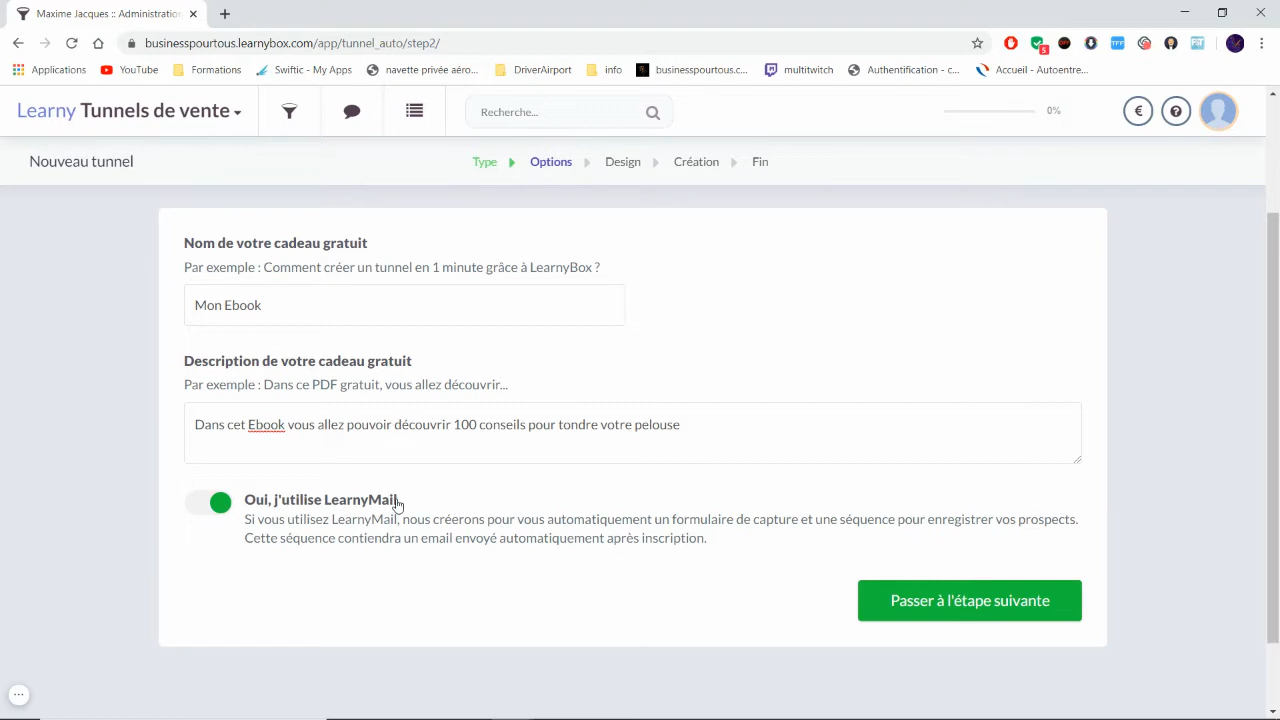 Maxime Jacques :: Administration
businesspourtous.learnybox.com/app/tunnel_auto/step2/
Applications YouTube Formations Swiftic - My Apps navette privée aéro... DriverAirport info businesspourtous.c... multitwitch Authentification - c... Accueil - Autoentre...
Learny Tunnels de vente Recherche... 0% €
Nouveau tunnel Type Options Design Création Fin
Nom de votre cadeau gratuit
Par exemple : Comment créer un tunnel en 1 minute grâce à LearnyBox ?
Mon Ebook
Description de votre cadeau gratuit
Par exemple : Dans ce PDF gratuit, vous allez découvrir...
Dans cet Ebook vous allez pouvoir découvrir 100 conseils pour tondre votre pelouse
Oui, j'utilise LearnyMail
Si vous utilisez LearnyMail, nous créerons pour vous automatiquement un formulaire de capture et une séquence pour enregistrer vos prospects.
Cette séquence contiendra un email envoyé automatiquement après inscription.
Passer à l'étape suivante